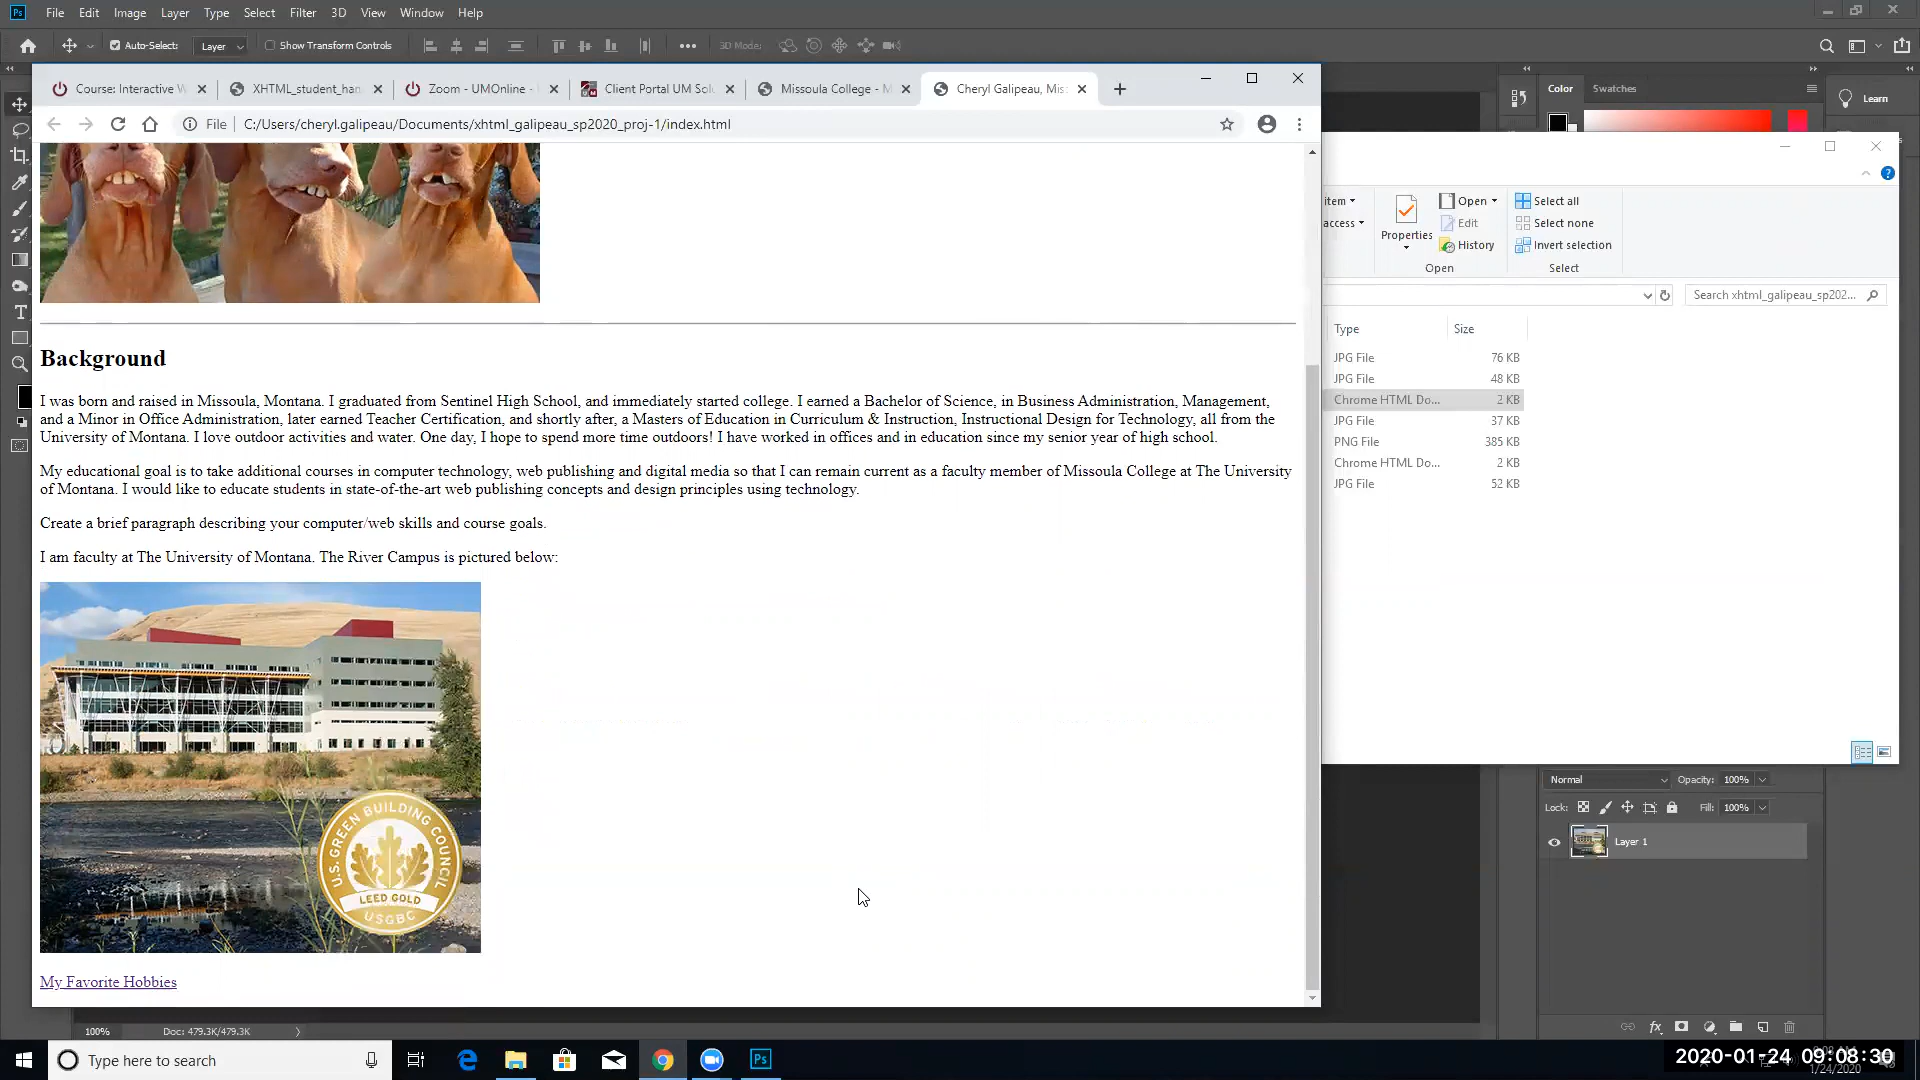 File Edit Image Layer Type Select Filter 3D View Window Help
Auto-Select: Layer Show Transform Controls 3D Mode:
Course: Interactive W XHTML_student_han Zoom - UMOnline - Client Portal UM Solu Missoula College - M Cheryl Galipeau, Miss
File C:/Users/cheryl.galipeau/Documents/xhtml_galipeau_sp2020_proj-1/index.html
Color Swatches Learn
Background
I was born and raised in Missoula, Montana. I graduated from Sentinel High School, and immediately started college. I earned a Bachelor of Science, in Business Administration, Management,
and a Minor in Office Administration, later earned Teacher Certification, and shortly after, a Masters of Education in Curriculum & Instruction, Instructional Design for Technology, all from the
University of Montana. I love outdoor activities and water. One day, I hope to spend more time outdoors! I have worked in offices and in education since my senior year of high school.
My educational goal is to take additional courses in computer technology, web publishing and digital media so that I can remain current as a faculty member of Missoula College at The University
of Montana. I would like to educate students in state-of-the-art web publishing concepts and design principles using technology.
Create a brief paragraph describing your computer/web skills and course goals.
I am faculty at The University of Montana. The River Campus is pictured below:
U.S. GREEN BUILDING COUNCIL
LEED GOLD
USGBC
My Favorite Hobbies
item Open Select all
access Properties Edit Select none
History Invert selection
Open Select
Search xhtml_galipeau_sp202...
Type Size
JPG File 76 KB
JPG File 48 KB
Chrome HTML Do... 2 KB
JPG File 37 KB
PNG File 385 KB
Chrome HTML Do... 2 KB
JPG File 52 KB
Normal Opacity: 100%
Lock: Fill: 100%
Layer 1
fx
100% Doc: 479.3K/479.3K
Type here to search
Ps
2020-01-24 09:08:30
1/24/2020